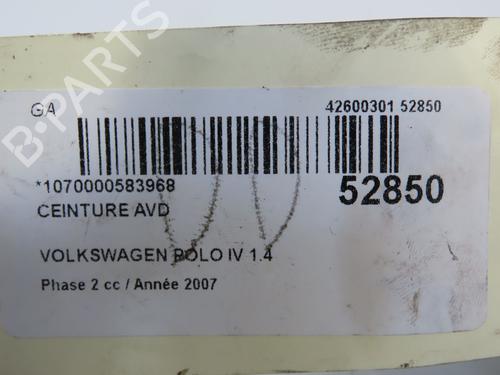 B-PARTS
GA
42600301 52850
*1070000583968
52850
CEINTURE AVD
VOLKSWAGEN POLO IV 1.4
Phase 2 cc / Année 2007